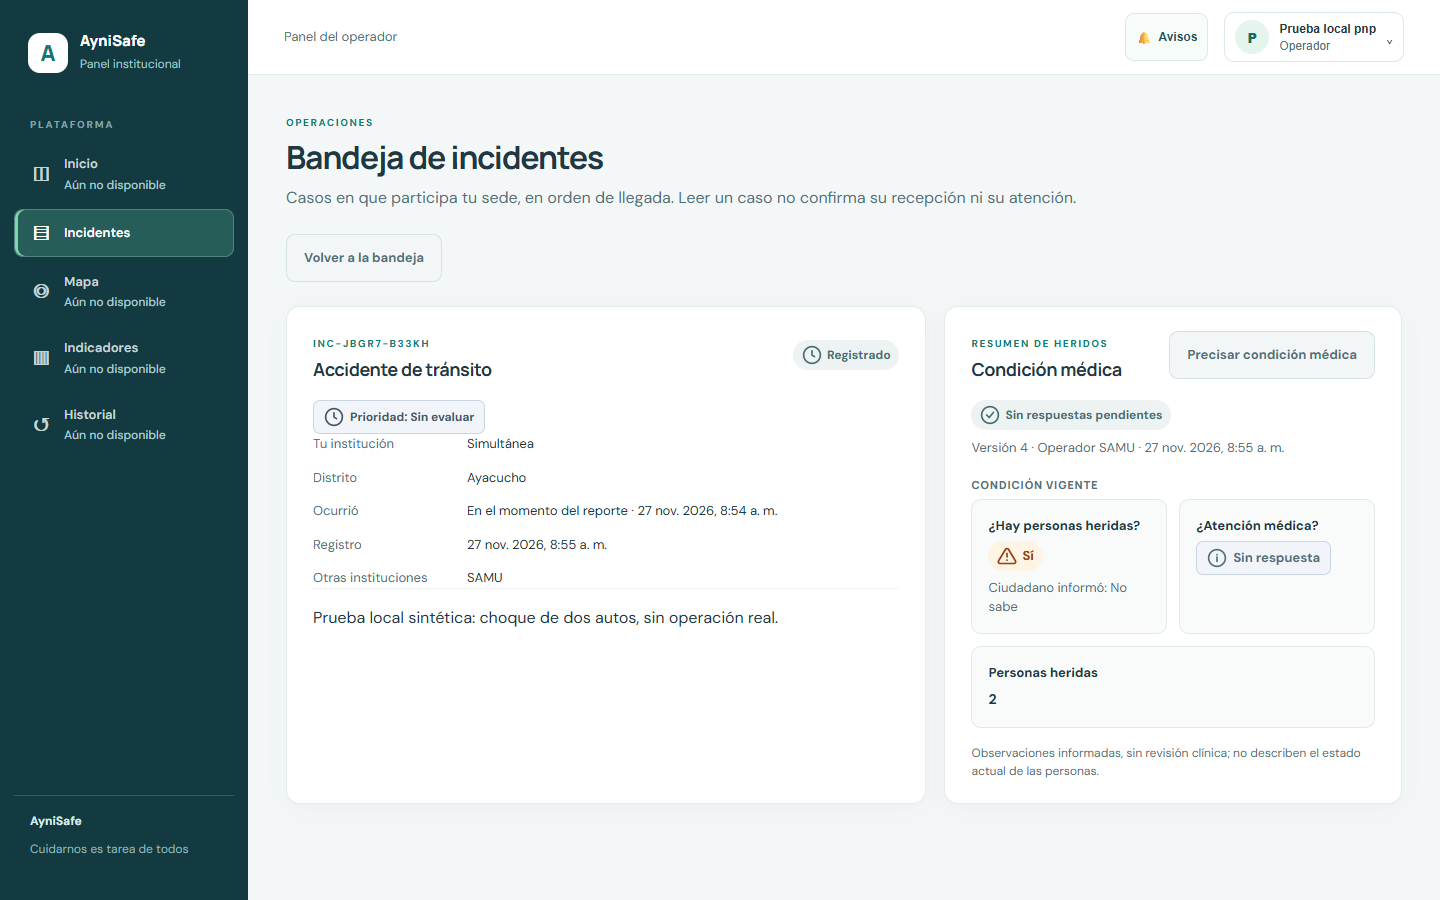 A
AyniSafe
Panel institucional
PLATAFORMA
Inicio
Aún no disponible
Incidentes
Mapa
Aún no disponible
Indicadores
Aún no disponible
Historial
Aún no disponible
AyniSafe
Cuidarnos es tarea de todos
Panel del operador
Avisos
P
Prueba local pnp
Operador
OPERACIONES
Bandeja de incidentes
Casos en que participa tu sede, en orden de llegada. Leer un caso no confirma su recepción ni su atención.
Volver a la bandeja
INC-JBGR7-B33KH
Accidente de tránsito
Registrado
Prioridad: Sin evaluar
Tu institución Simultánea
Distrito Ayacucho
Ocurrió En el momento del reporte · 27 nov. 2026, 8:54 a. m.
Registro 27 nov. 2026, 8:55 a. m.
Otras instituciones SAMU
Prueba local sintética: choque de dos autos, sin operación real.
RESUMEN DE HERIDOS
Condición médica
Precisar condición médica
Sin respuestas pendientes
Versión 4 · Operador SAMU · 27 nov. 2026, 8:55 a. m.
CONDICIÓN VIGENTE
¿Hay personas heridas?
Sí
Ciudadano informó: No
sabe
¿Atención médica?
Sin respuesta
Personas heridas
2
Observaciones informadas, sin revisión clínica; no describen el estado
actual de las personas.